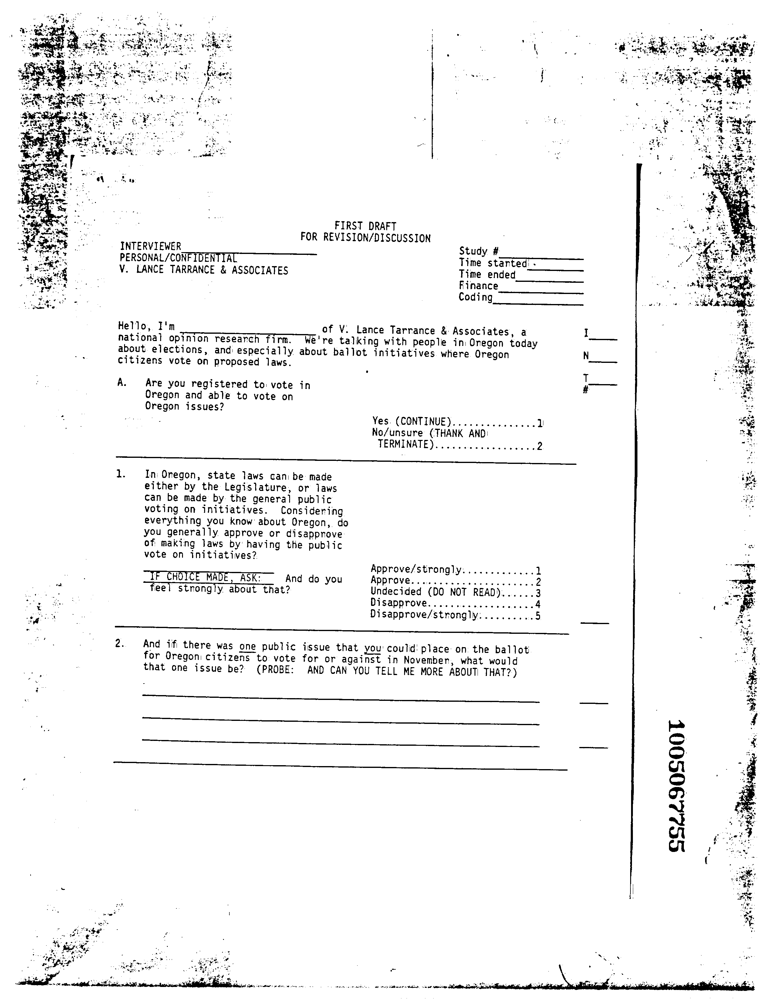 FIRST DRAFT
FOR REVISION/DISCUSSION
INTERVIEWER
PERSONAL/CONFIDENTIAL
V. LANCE TARRANCE & ASSOCIATES
Study #
Time started
Time ended
Finance
Coding
Hello, I'm ____________________ of V. Lance Tarrance & Associates, a
national opinion research firm. We're talking with people in Oregon today
about elections, and especially about ballot initiatives where Oregon
citizens vote on proposed laws.
I
N
T
#
A. Are you registered to vote in
Oregon and able to vote on
Oregon issues?
Yes (CONTINUE)..............1
No/unsure (THANK AND
TERMINATE).................2
1. In Oregon, state laws can be made
either by the Legislature, or laws
can be made by the general public
voting on initiatives. Considering
everything you know about Oregon, do
you generally approve or disapprove
of making laws by having the public
vote on initiatives?
IF CHOICE MADE, ASK: And do you
feel strongly about that?
Approve/strongly............1
Approve.....................2
Undecided (DO NOT READ)......3
Disapprove..................4
Disapprove/strongly..........5
2. And if there was one public issue that you could place on the ballot
for Oregon citizens to vote for or against in November, what would
that one issue be? (PROBE: AND CAN YOU TELL ME MORE ABOUT THAT?)
1005067755